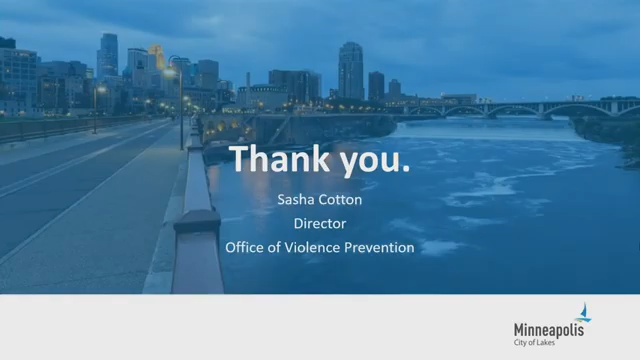 Thank you.
Sasha Cotton
Director
Office of Violence Prevention
Minneapolis
City of Lakes